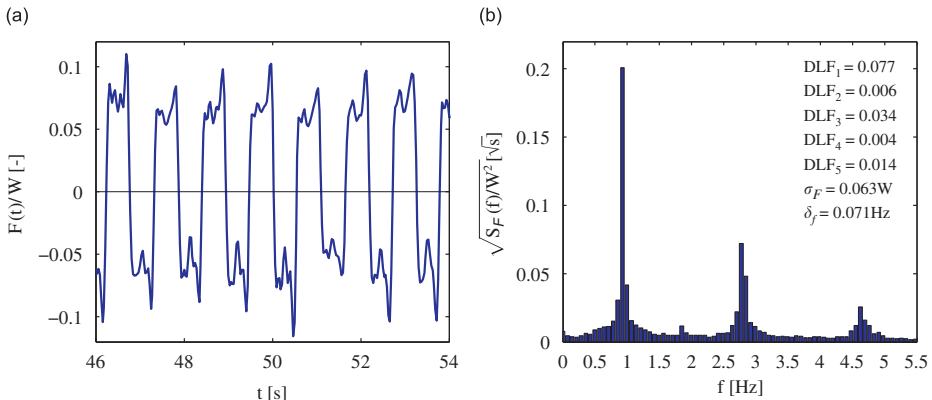 (a)
F(t)/W [-]
0.1
0.05
0
−0.05
−0.1
46
48
50
52
54
t [s]
(b)
√S_F(f)/W² [√s]
0.2
0.15
0.1
0.05
0
DLF₁ = 0.077
DLF₂ = 0.006
DLF₃ = 0.034
DLF₄ = 0.004
DLF₅ = 0.014
σ_F = 0.063W
δ_f = 0.071Hz
0
0.5
1
1.5
2
2.5
3
3.5
4
4.5
5
5.5
f [Hz]